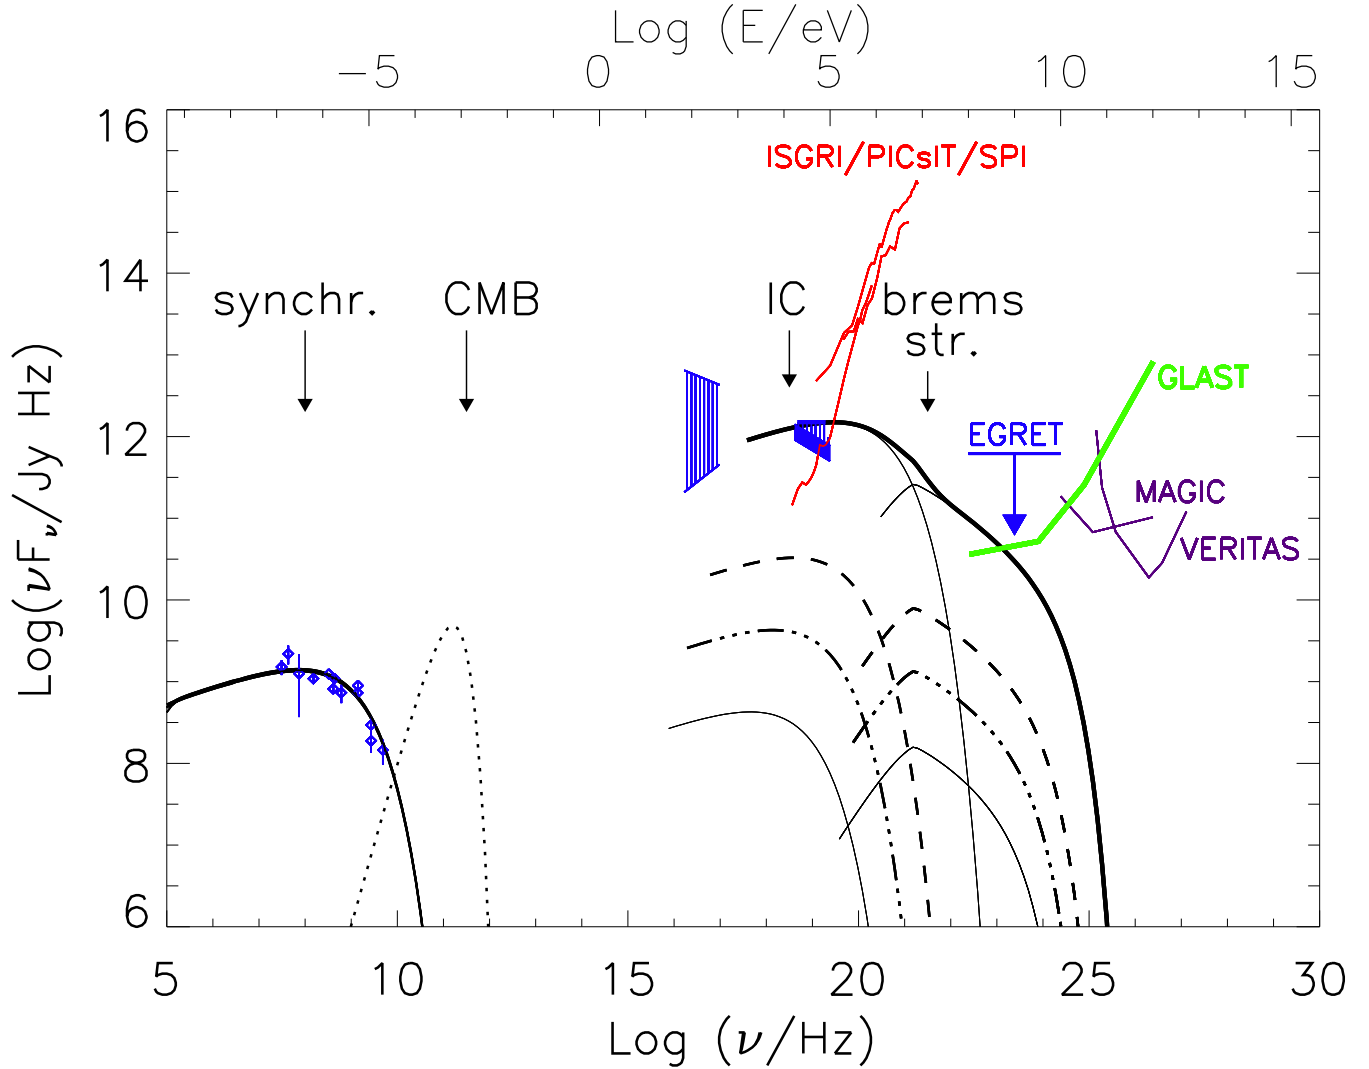 Log (E/eV)
−5 0 5 10 15
16
ISGRI/PICsIT/SPI
14
synchr. CMB IC brems
str.
GLAST
12
EGRET
MAGIC
VERITAS
10
8
6
Log(νFν/Jy Hz)
5 10 15 20 25 30
Log (ν/Hz)